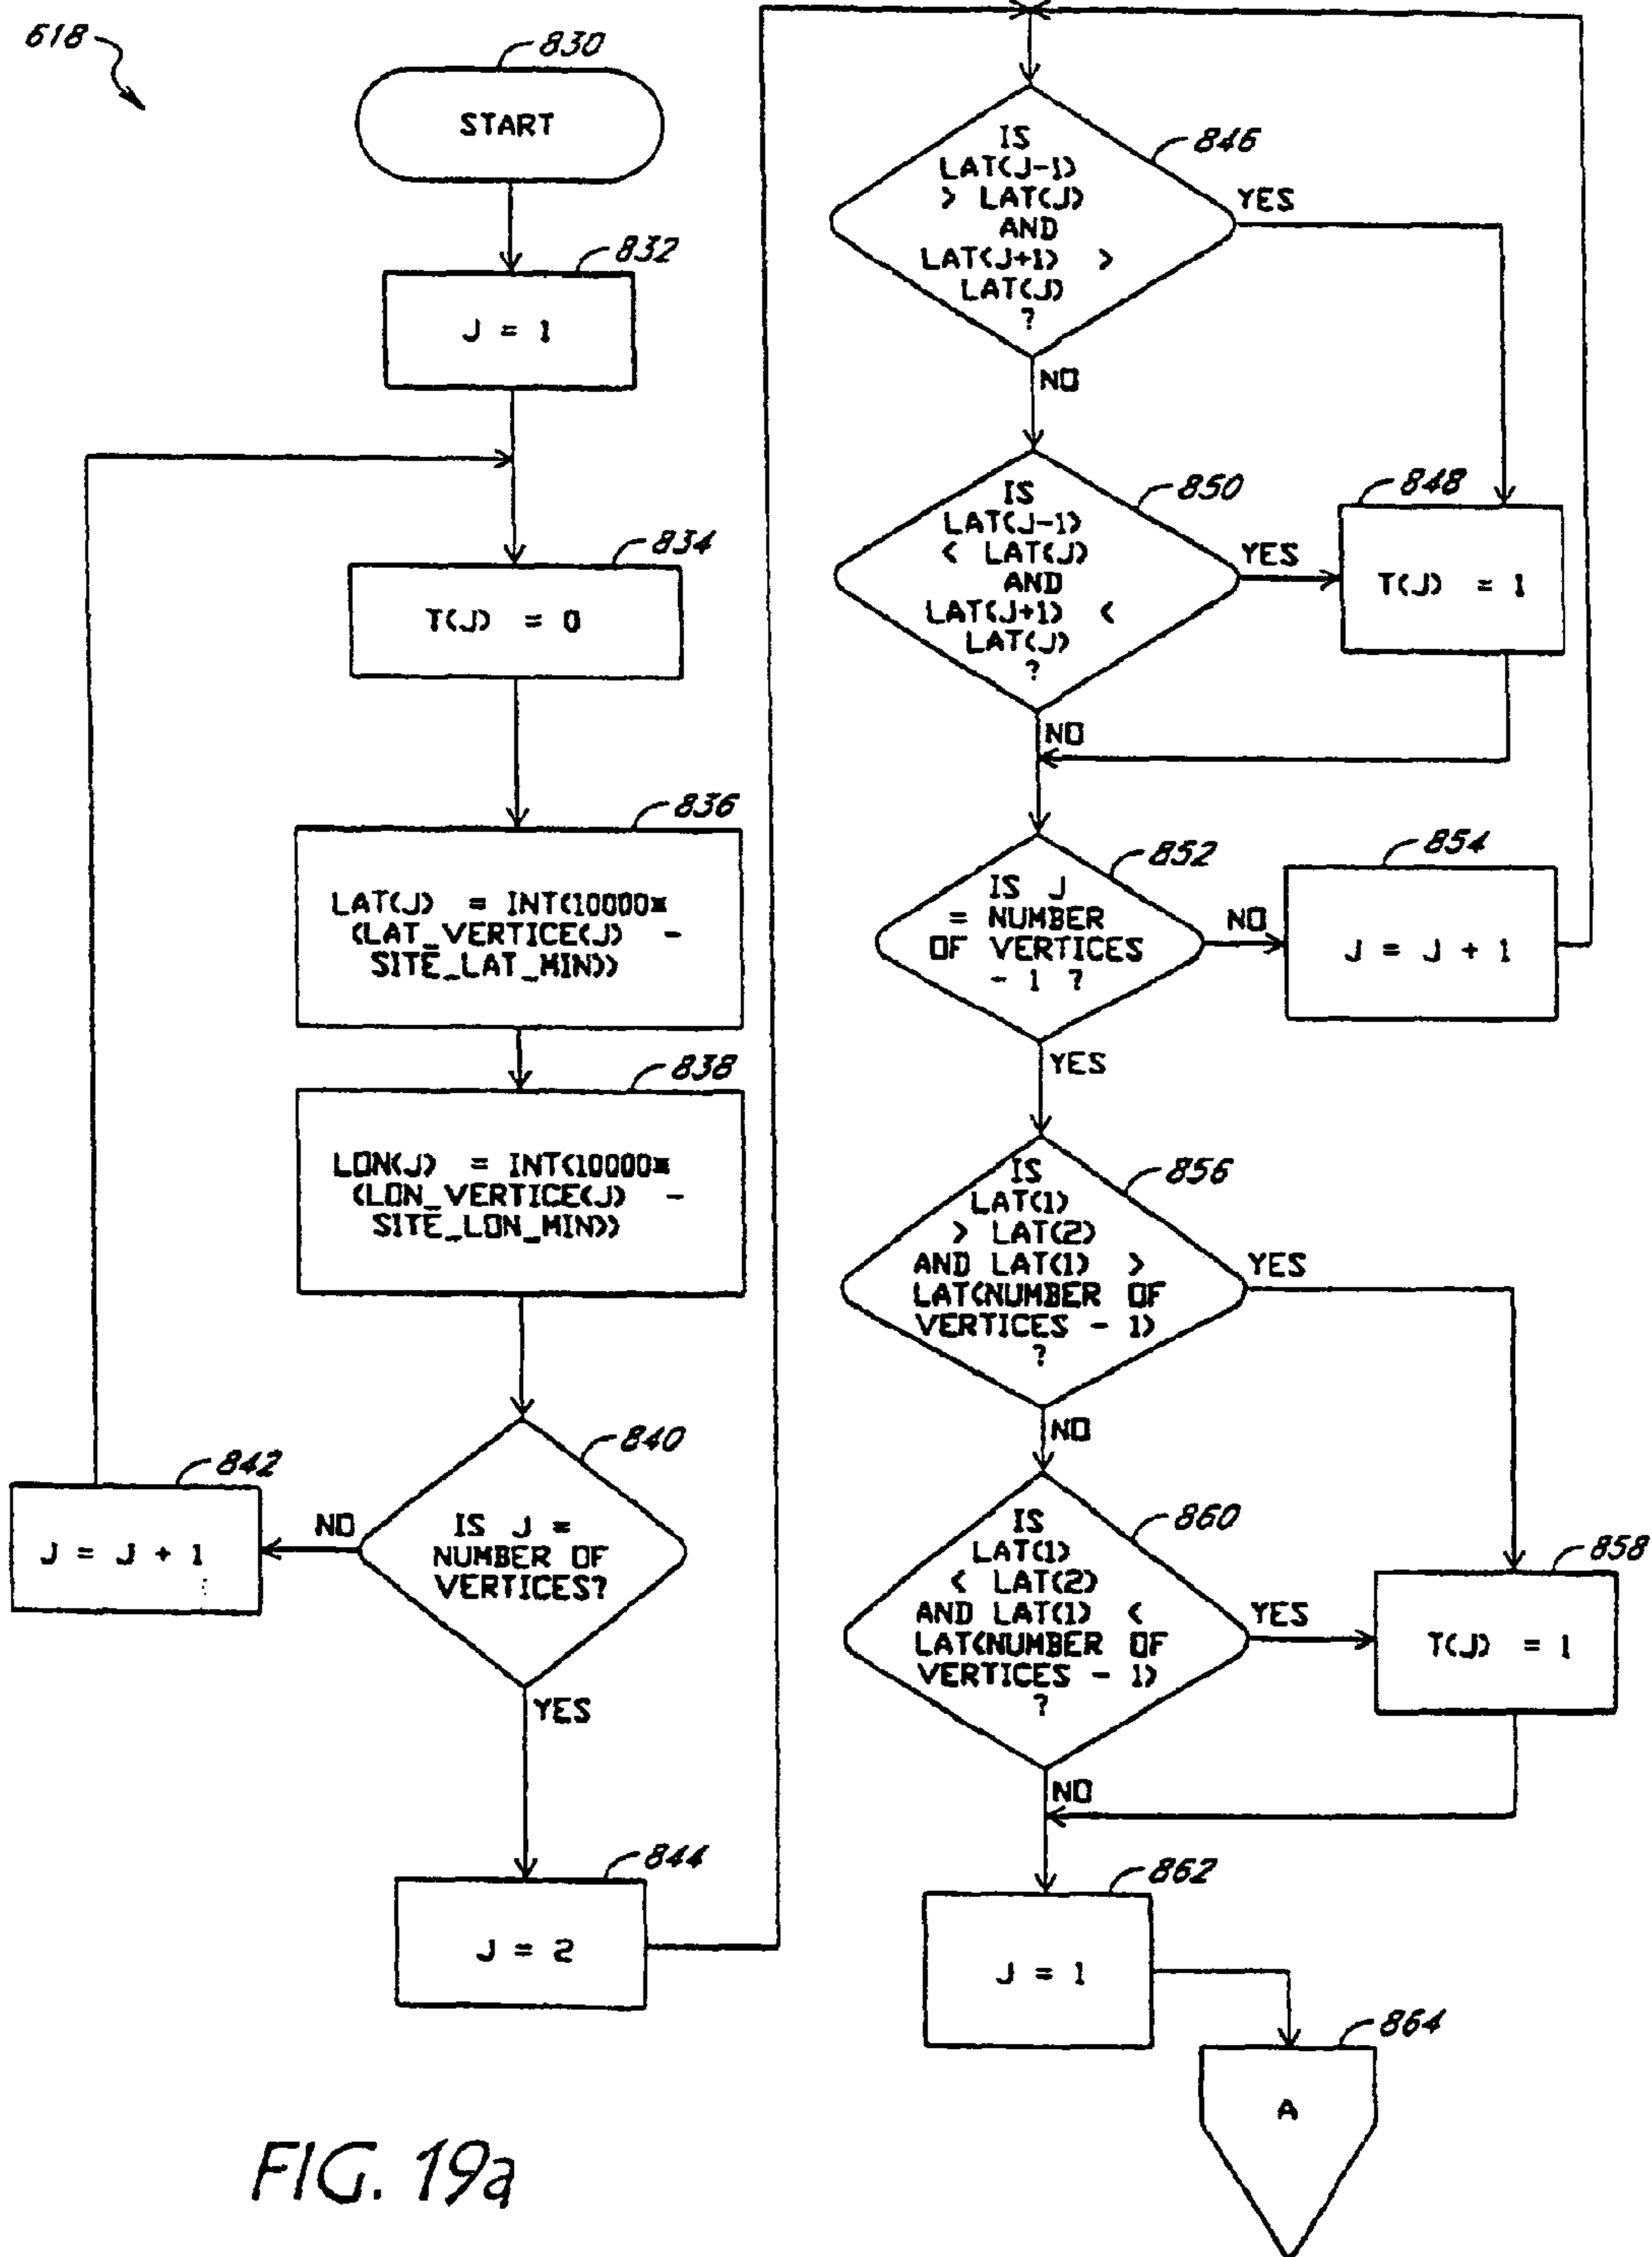 618
830
START
832
J = 1
834
T(J) = 0
836
LAT(J) = INT(10000*
(LAT_VERTICE(J) -
SITE_LAT_MIN))
838
LON(J) = INT(10000*
(LON_VERTICE(J) -
SITE_LON_MIN))
840
IS J =
NUMBER OF
VERTICES?
NO
842
J = J + 1
YES
844
J = 2
846
IS
LAT(J-1)
> LAT(J)
AND
LAT(J+1) >
LAT(J)
?
YES
NO
850
IS
LAT(J-1)
< LAT(J)
AND
LAT(J+1) <
LAT(J)
?
YES
848
T(J) = 1
NO
852
IS J
= NUMBER
OF VERTICES
- 1 ?
NO
854
J = J + 1
YES
856
IS
LAT(1)
> LAT(2)
AND LAT(1) >
LAT(NUMBER OF
VERTICES - 1)
?
YES
NO
860
IS
LAT(1)
< LAT(2)
AND LAT(1) <
LAT(NUMBER OF
VERTICES - 1)
?
YES
858
T(J) = 1
NO
862
J = 1
864
A
FIG. 19a